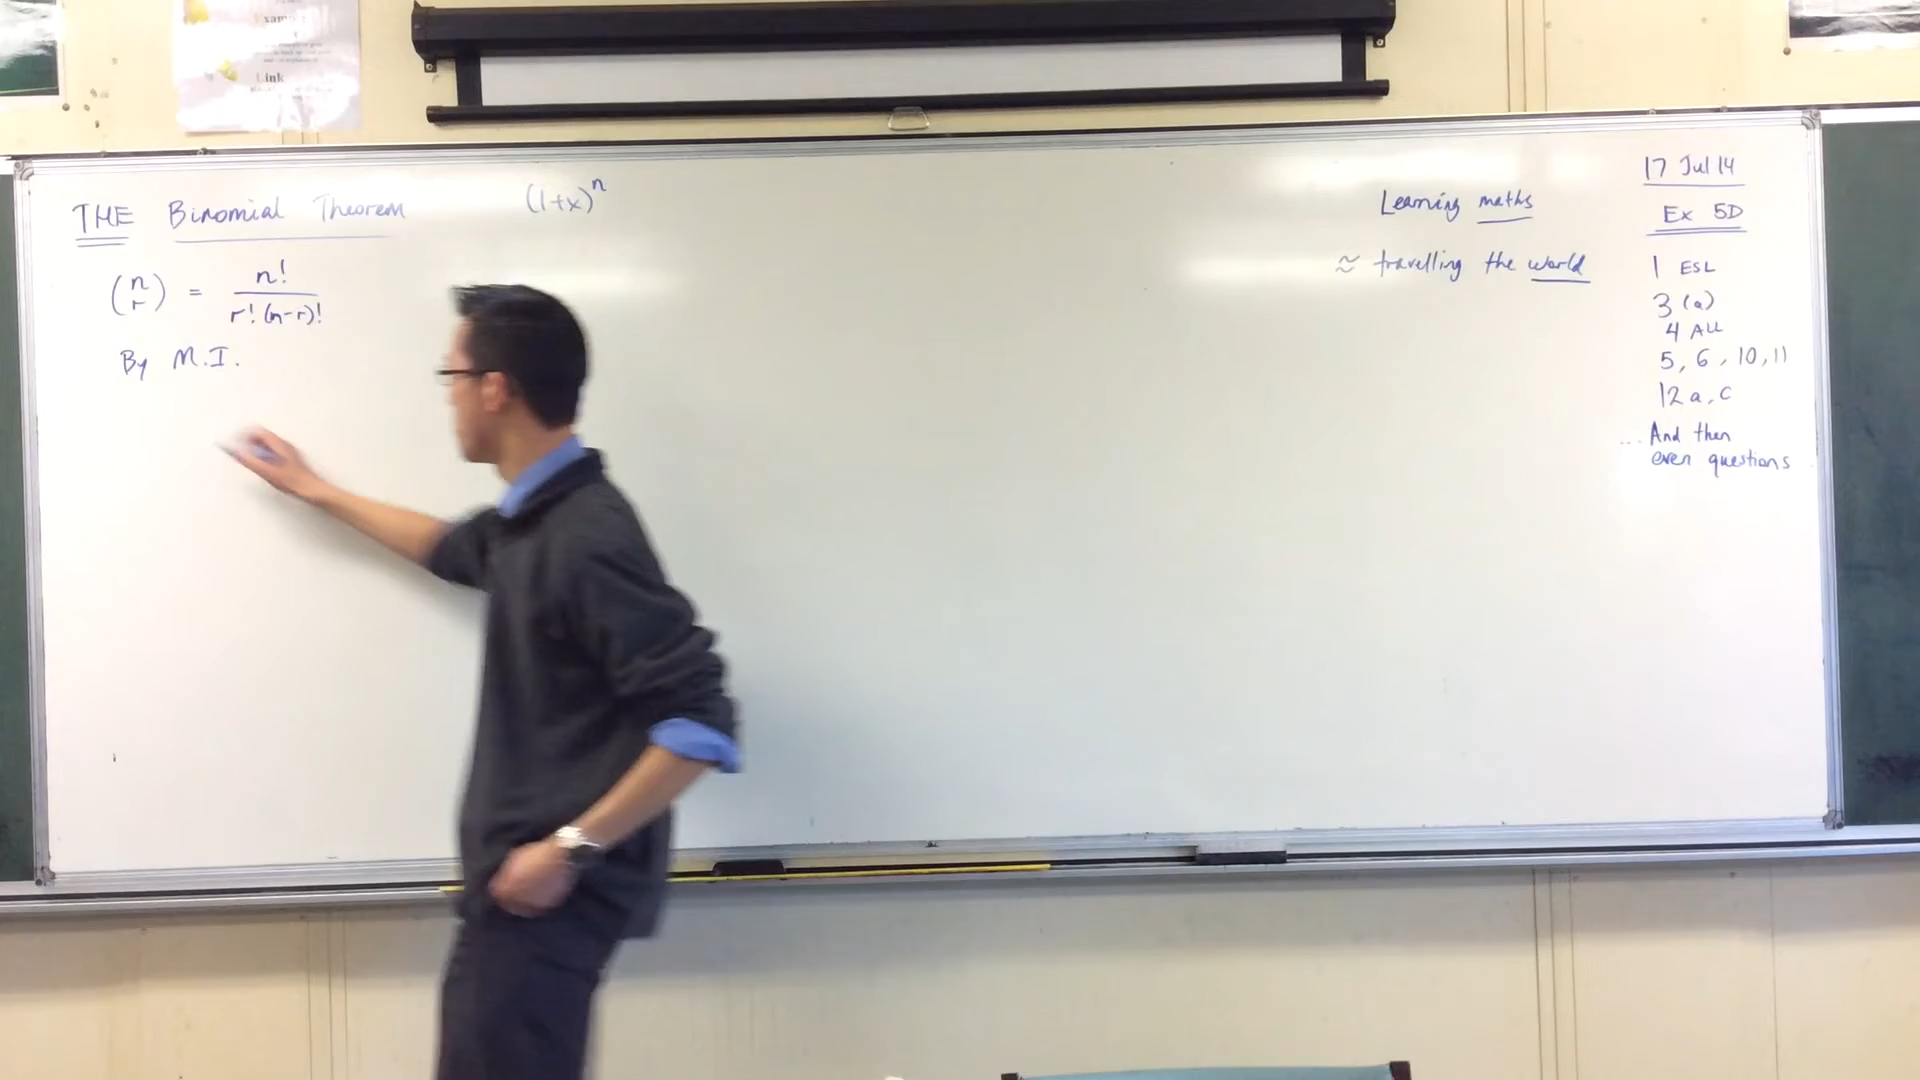 Link
THE Binomial Theorem (1+x)^n
(n r) = n! / r!(n-r)!
By M.I.
Learning maths
≈ travelling the world
17 Jul 14
Ex 5D
1 ESL
3 (a)
4 ALL
5, 6, 10, 11
12 a, c
... And then
even questions